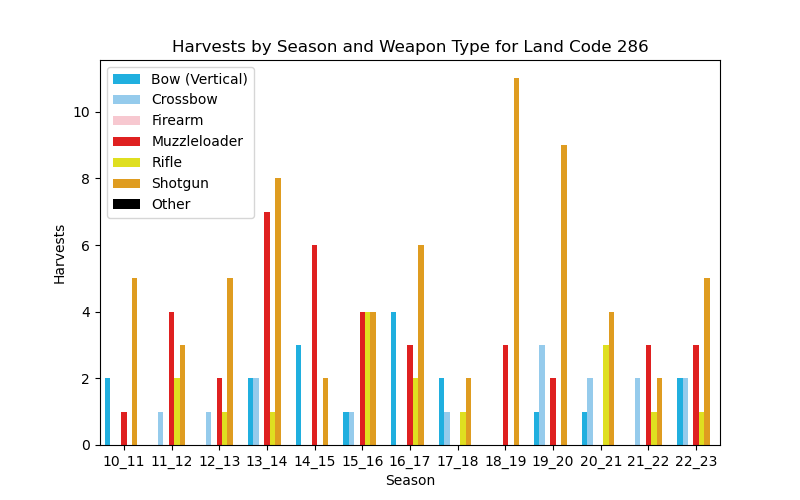 Harvests by Season and Weapon Type for Land Code 286
Bow (Vertical)
Crossbow
Firearm
Muzzleloader
Rifle
Shotgun
Other
10
8
6
4
2
0
Harvests
10_11 11_12 12_13 13_14 14_15 15_16 16_17 17_18 18_19 19_20 20_21 21_22 22_23
Season